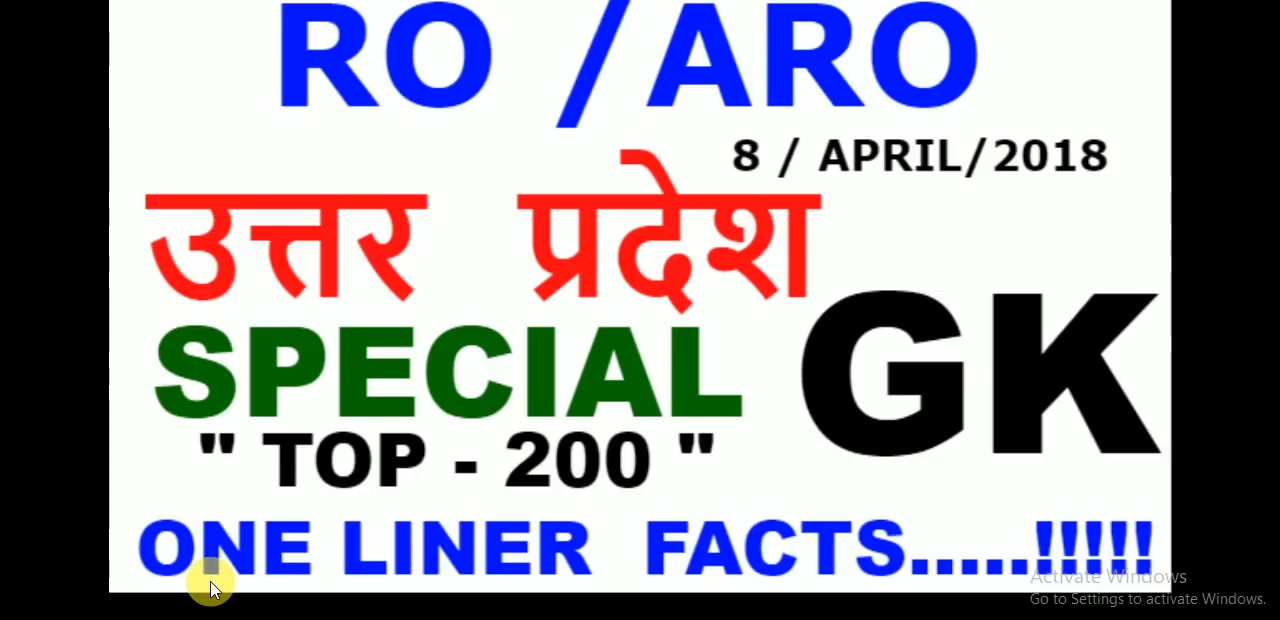 RO / ARO
8 / APRIL/2018
उत्तर प्रदेश
SPECIAL GK
" TOP - 200 "
ONE LINER FACTS.....!!!!!
Activate Windows
Go to Settings to activate Windows.